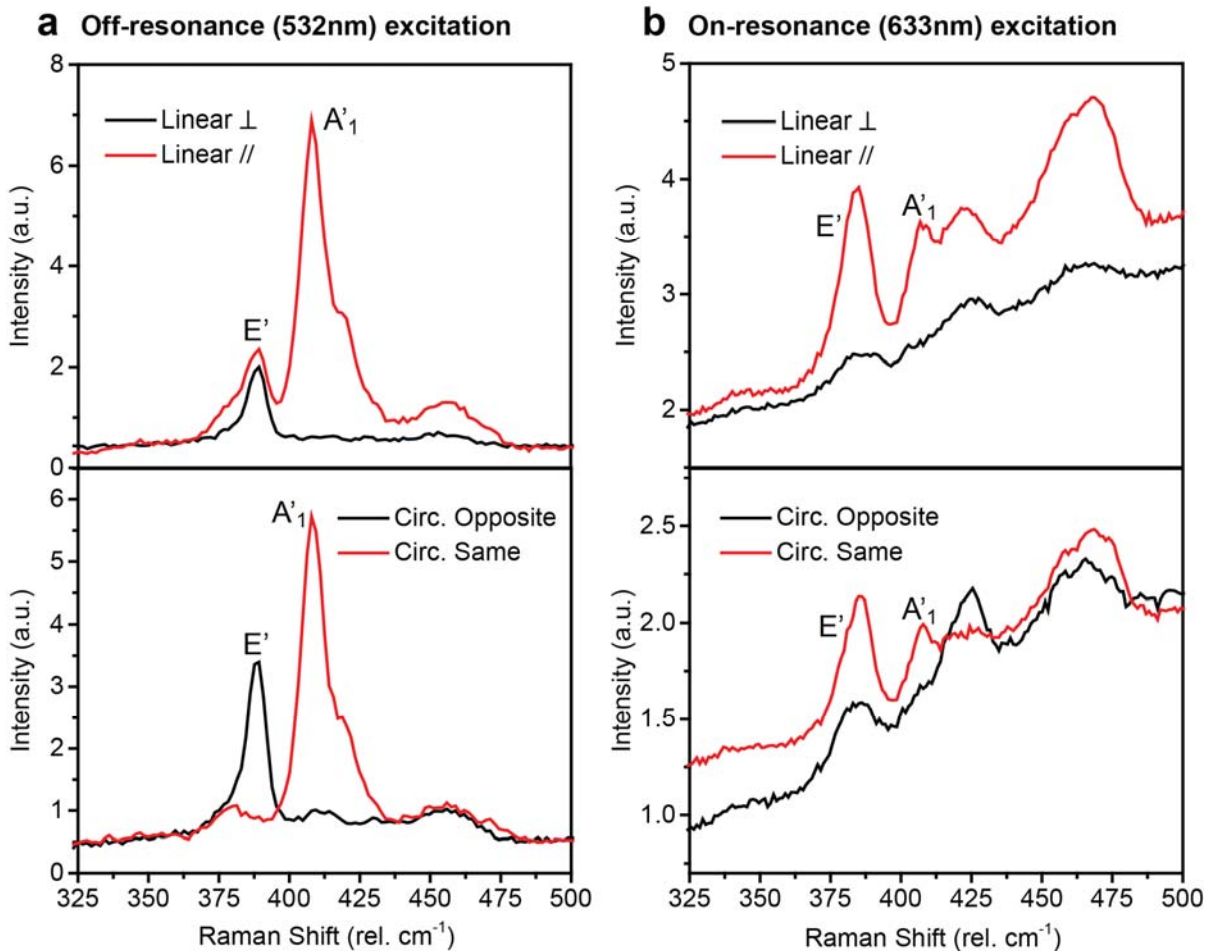 a Off-resonance (532nm) excitation
8
6
4
2
0
Intensity (a.u.)
Linear ⊥
Linear //
A'₁
E'
6
5
4
3
2
1
0
Intensity (a.u.)
Circ. Opposite
Circ. Same
A'₁
E'
325 350 375 400 425 450 475 500
Raman Shift (rel. cm⁻¹)
b On-resonance (633nm) excitation
5
4
3
2
Intensity (a.u.)
Linear ⊥
Linear //
E'
A'₁
2.5
2.0
1.5
1.0
Intensity (a.u.)
Circ. Opposite
Circ. Same
E'
A'₁
325 350 375 400 425 450 475 500
Raman Shift (rel. cm⁻¹)